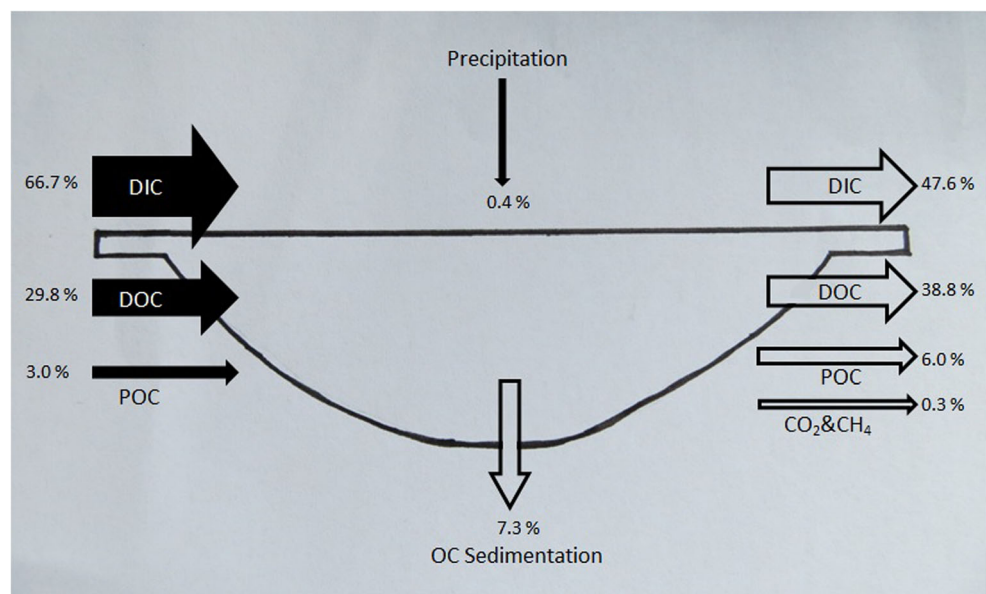 Precipitation
66.7 %
DIC
0.4 %
DIC
47.6 %
29.8 %
DOC
DOC
38.8 %
3.0 %
POC
6.0 %
POC
0.3 %
CO₂&CH₄
7.3 %
OC Sedimentation